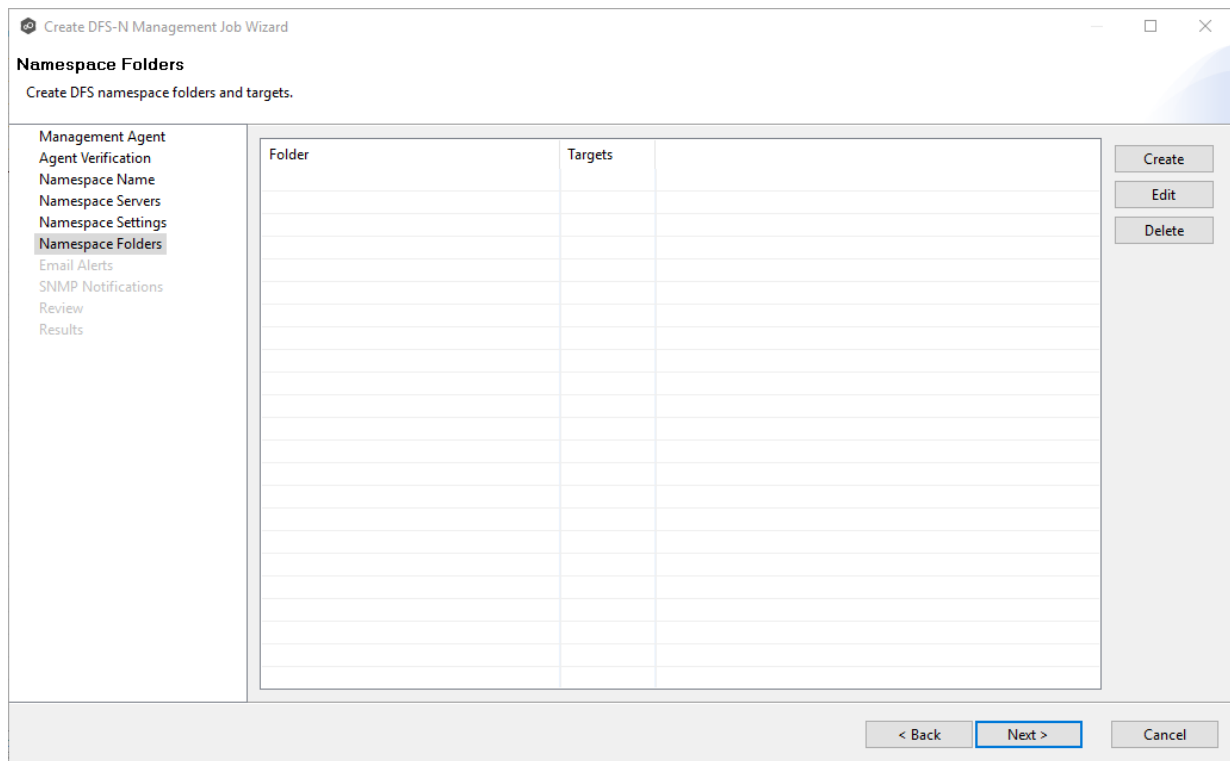 Create DFS-N Management Job Wizard
Namespace Folders
Create DFS namespace folders and targets.
Management Agent
Agent Verification
Namespace Name
Namespace Servers
Namespace Settings
Namespace Folders
Email Alerts
SNMP Notifications
Review
Results
Folder Targets
Create
Edit
Delete
< Back Next > Cancel